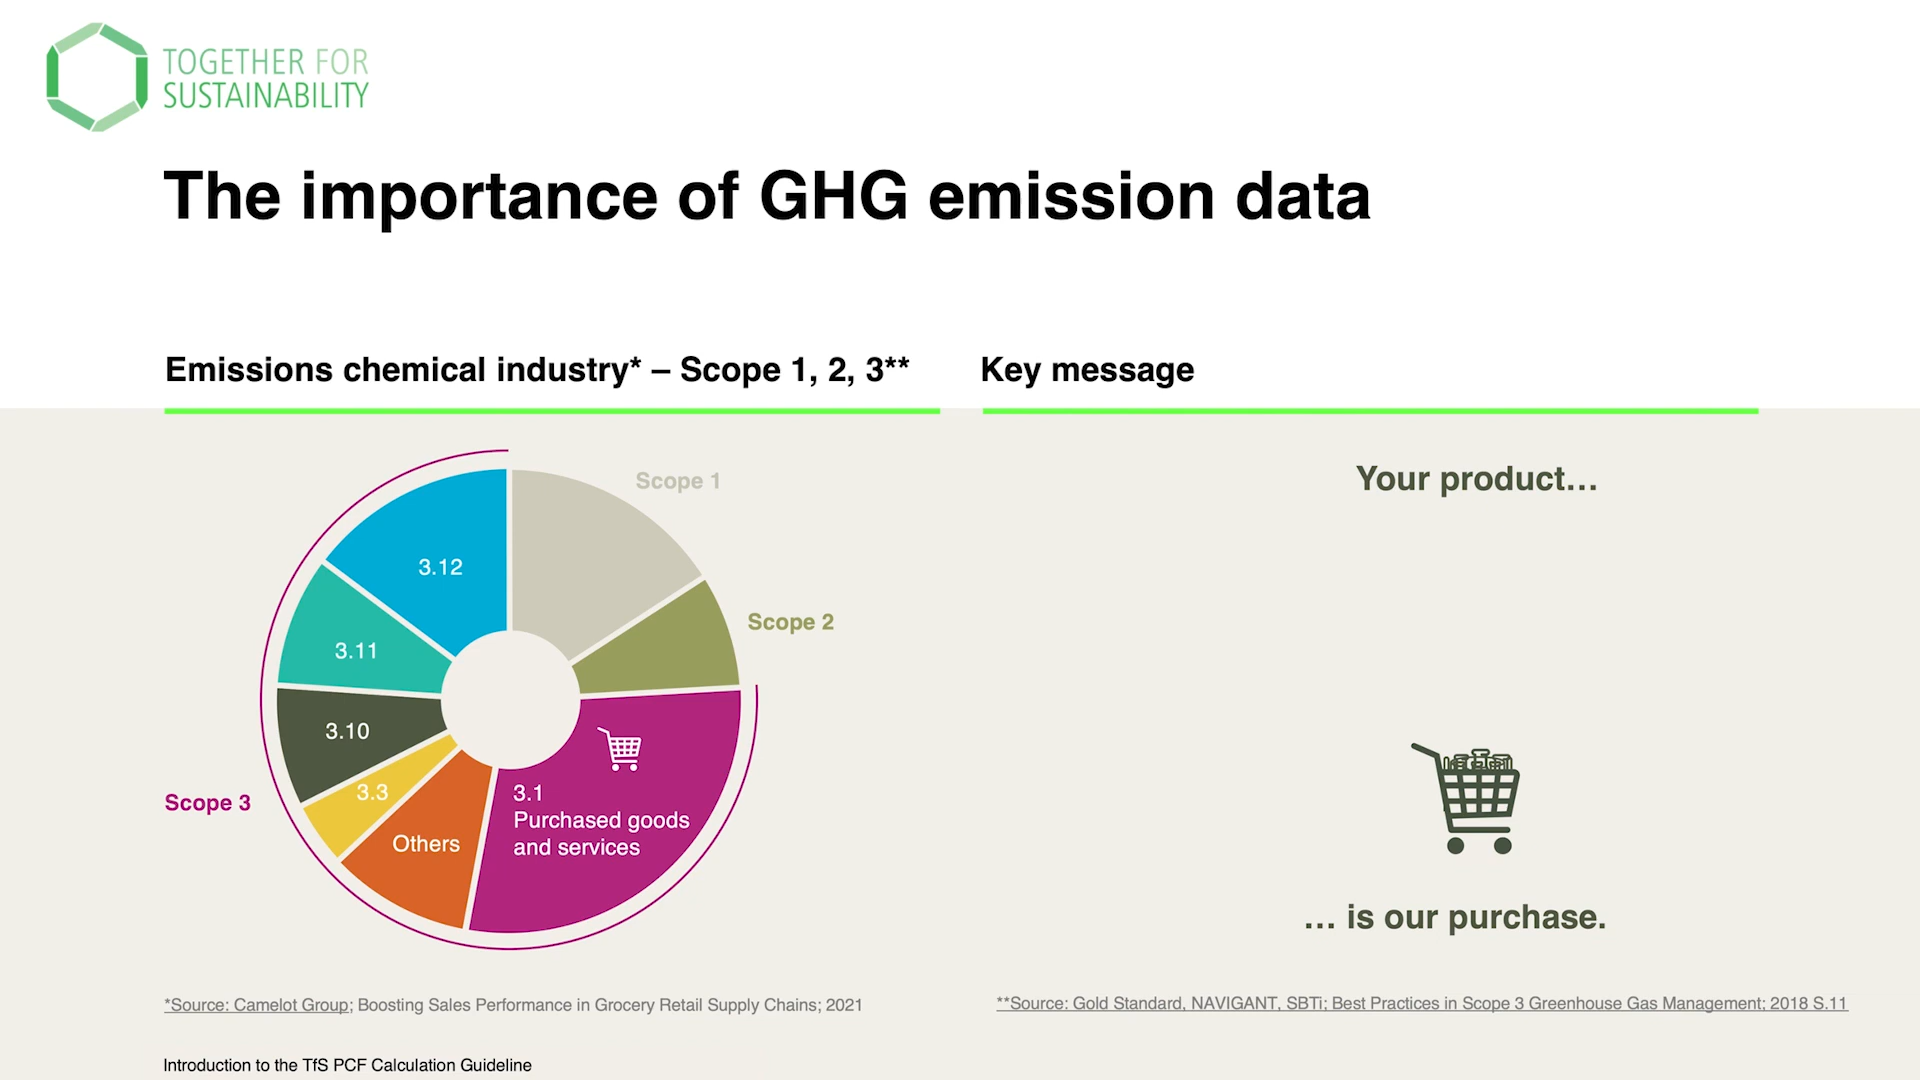 TOGETHER FOR
SUSTAINABILITY
The importance of GHG emission data
Emissions chemical industry* – Scope 1, 2, 3**
Key message
Scope 1
Scope 2
Scope 3
3.12
3.11
3.10
3.3
Others
3.1
Purchased goods
and services
Your product…
… is our purchase.
*Source: Camelot Group; Boosting Sales Performance in Grocery Retail Supply Chains; 2021
**Source: Gold Standard, NAVIGANT, SBTi; Best Practices in Scope 3 Greenhouse Gas Management; 2018 S.11
Introduction to the TfS PCF Calculation Guideline